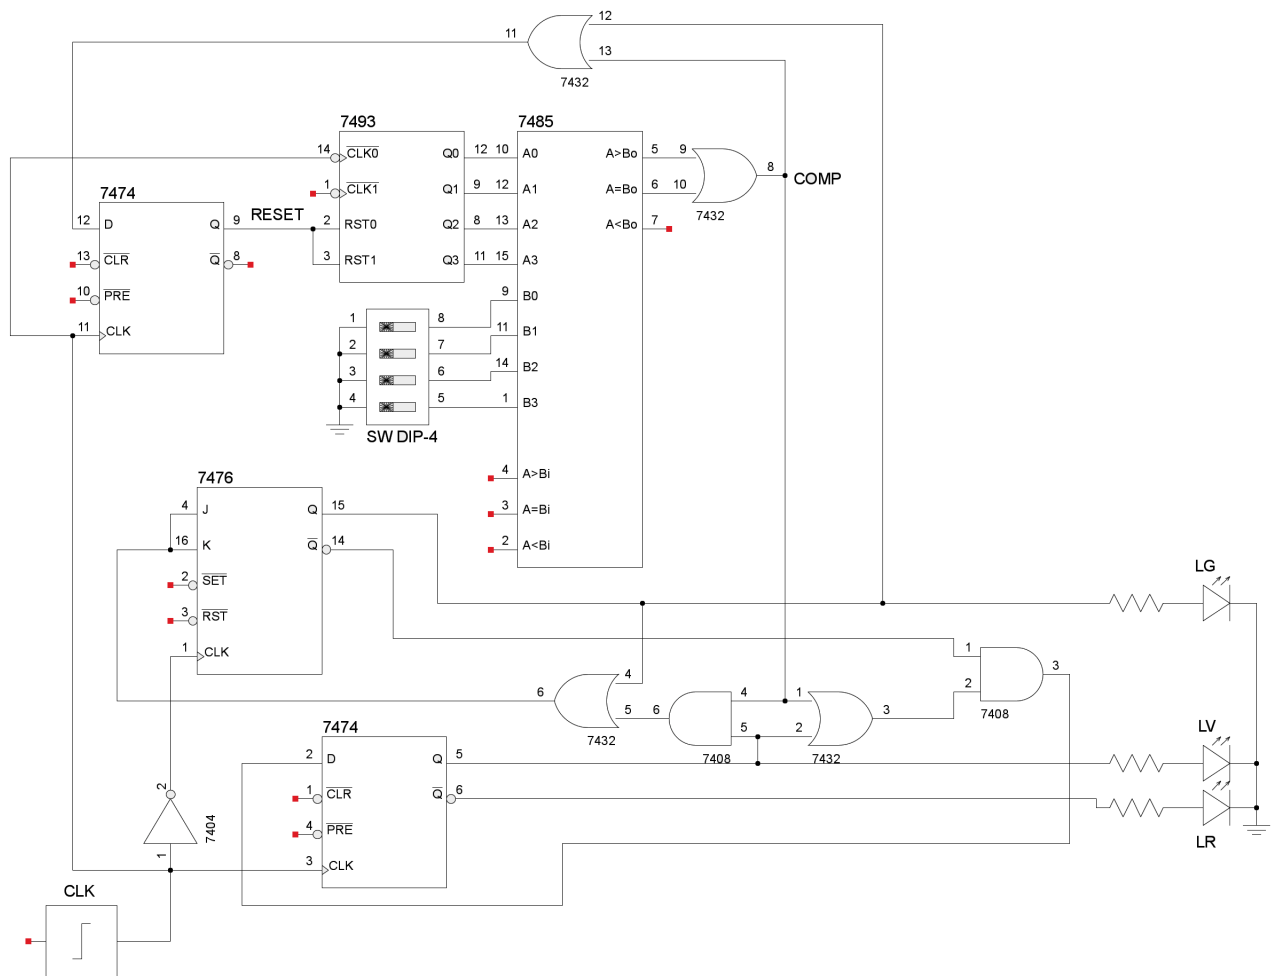 12
11
13
7432
7493
7485
14 CLK0 Q0 12 10 A0 A>Bo 5 9
8
COMP
1 CLK1 Q1 9 12 A1 A=Bo 6 10
7474
7432
12 D Q 9 RESET 2 RST0 Q2 8 13 A2 A<Bo 7
13 CLR Q 8 3 RST1 Q3 11 15 A3
10 PRE
9 B0
11 CLK
1 8 11 B1
2 7
14 B2
3 6
4 5 1 B3
SW DIP-4
4 A>Bi
7476
4 J Q 15
3 A=Bi
16 K Q 14
2 A<Bi
2 SET
LG
3 RST
1 CLK
1
2
3
7408
4
6
5
7432
6
4
5
7408
1
2
3
7432
7474
LV
2 D Q 5
1 CLR Q 6
4 PRE
LR
3 CLK
2
7404
1
CLK